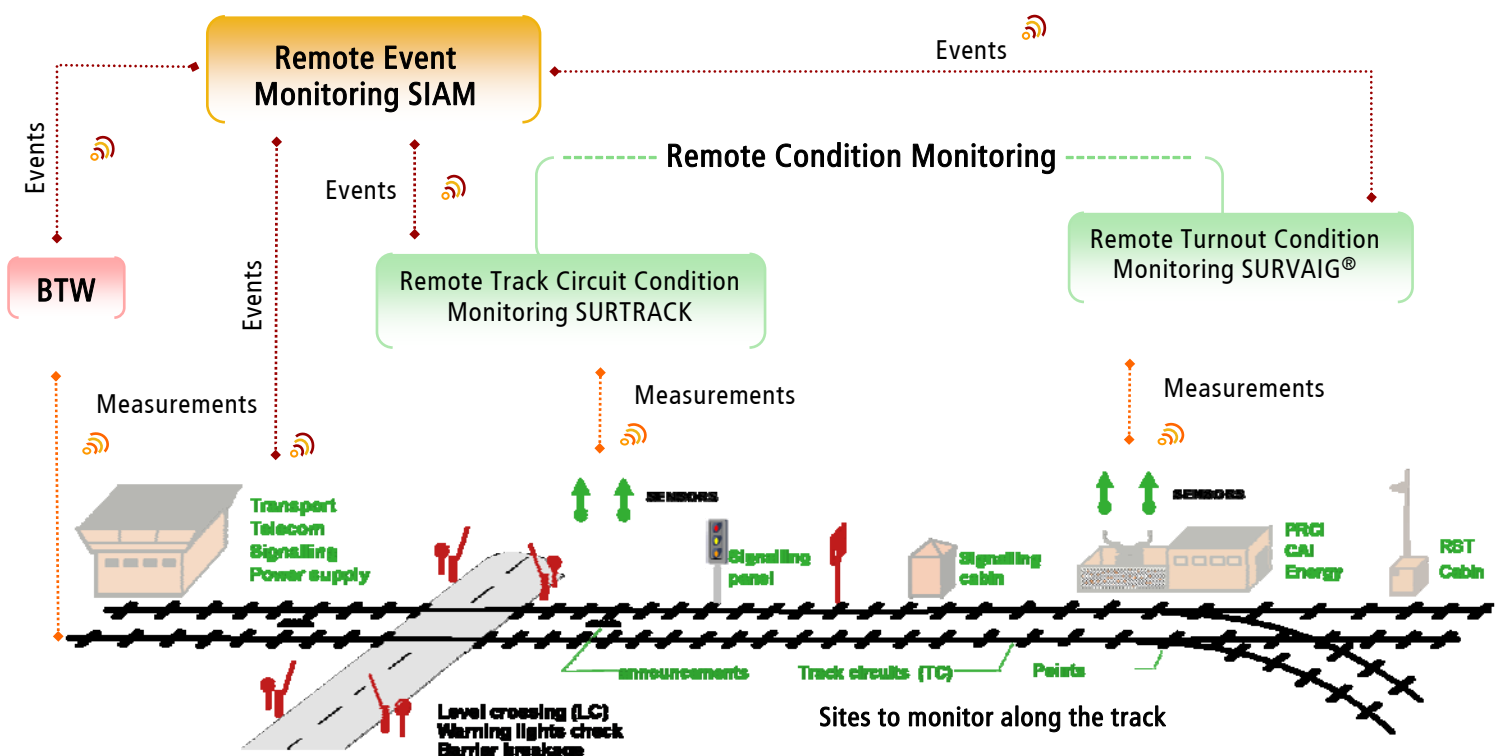 Remote Event
Monitoring SIAM
Events
Events
Remote Condition Monitoring
Events
Events
BTW
Remote Track Circuit Condition
Monitoring SURTRACK
Remote Turnout Condition
Monitoring SURVAIG®
Measurements
Measurements
Measurements
SENSORS
SENSORS
Transport
Telecom
Signalling
Power supply
Signalling
panel
Signalling
cabin
PRCI
CAI
Energy
RST
Cabin
announcements
Track circuits (TC)
Points
Level crossing (LC)
Warning lights check
Barrier breakage
Sites to monitor along the track